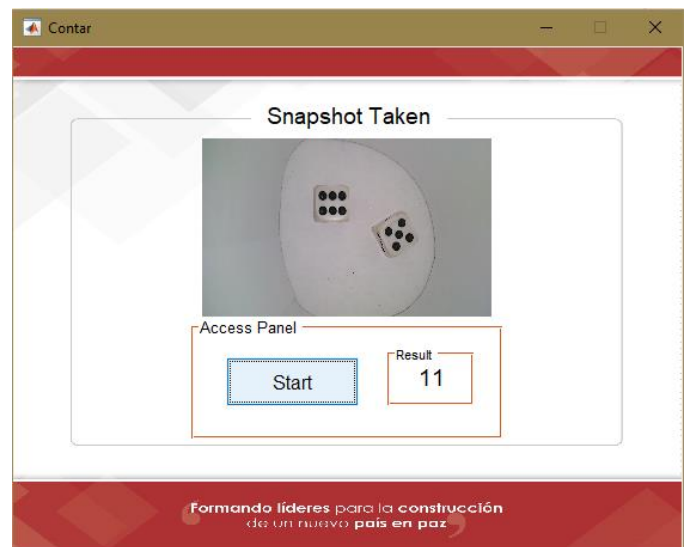 Contar
Snapshot Taken
Access Panel
Start
Result
11
Formando líderes para la construcción
de un nuevo país en paz